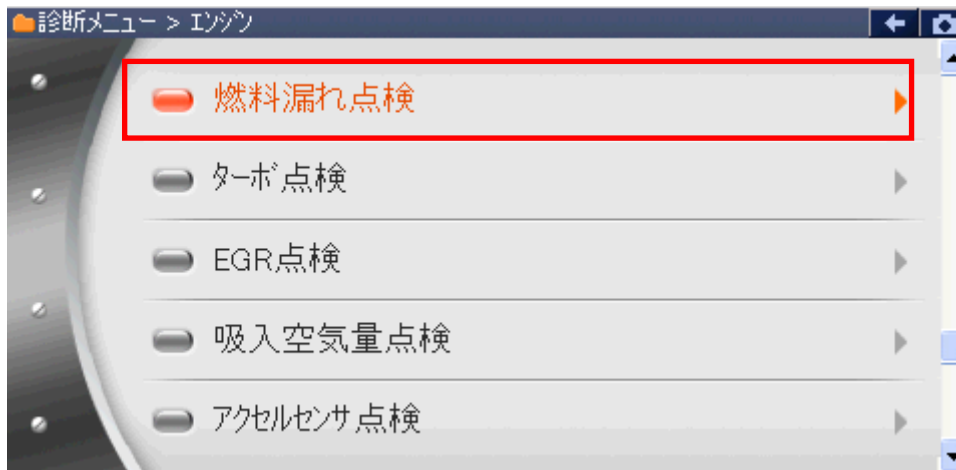 診断メニュー > エンジン
燃料漏れ点検
ターボ点検
EGR点検
吸入空気量点検
アクセルセンサ点検